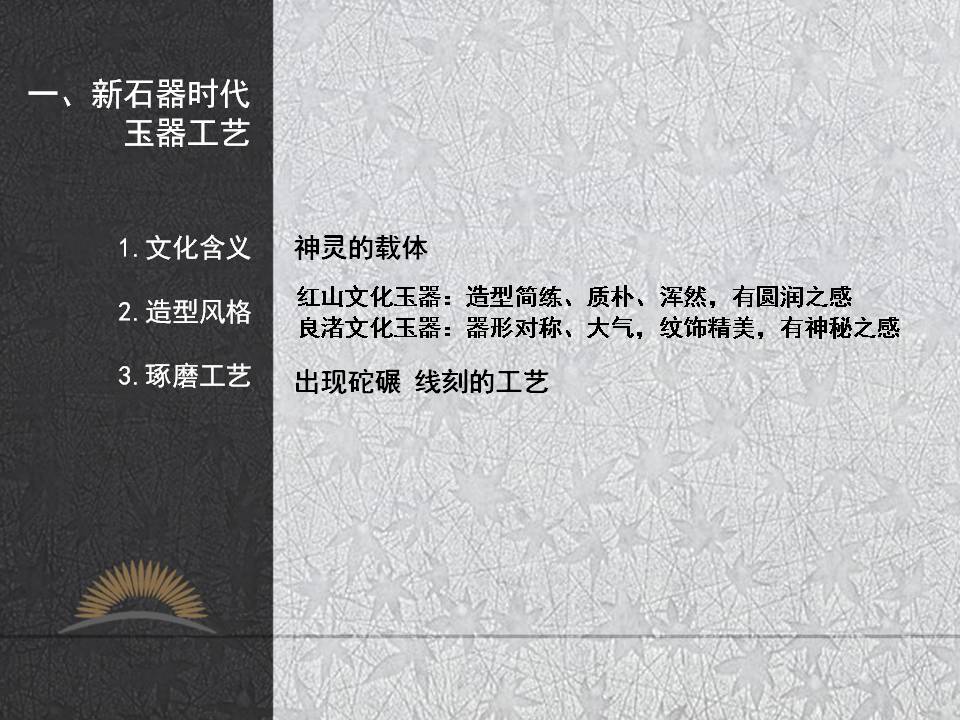 一、新石器时代
玉器工艺
1.文化含义
神灵的载体
2.造型风格
红山文化玉器：造型简练、质朴、浑然，有圆润之感
良渚文化玉器：器形对称、大气，纹饰精美，有神秘之感
3.琢磨工艺
出现砣碾 线刻的工艺